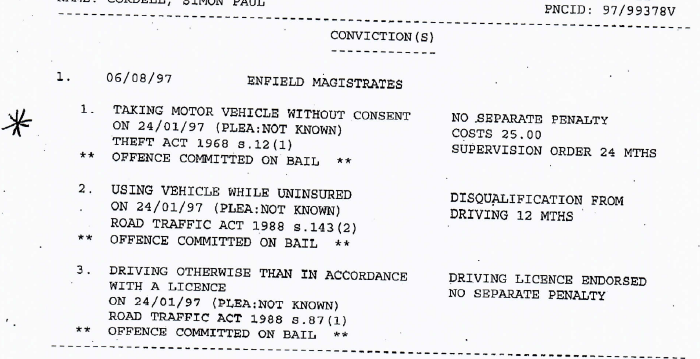 NAME: CORDELL, SIMON PAUL PNCID: 97/99378V
CONVICTION(S)
1. 06/08/97 ENFIELD MAGISTRATES
1. TAKING MOTOR VEHICLE WITHOUT CONSENT NO SEPARATE PENALTY
ON 24/01/97 (PLEA:NOT KNOWN) COSTS 25.00
THEFT ACT 1968 s.12(1) SUPERVISION ORDER 24 MTHS
** OFFENCE COMMITTED ON BAIL **
2. USING VEHICLE WHILE UNINSURED DISQUALIFICATION FROM
ON 24/01/97 (PLEA:NOT KNOWN) DRIVING 12 MTHS
ROAD TRAFFIC ACT 1988 s.143(2)
** OFFENCE COMMITTED ON BAIL **
3. DRIVING OTHERWISE THAN IN ACCORDANCE DRIVING LICENCE ENDORSED
WITH A LICENCE NO SEPARATE PENALTY
ON 24/01/97 (PLEA:NOT KNOWN)
ROAD TRAFFIC ACT 1988 s.87(1)
** OFFENCE COMMITTED ON BAIL **